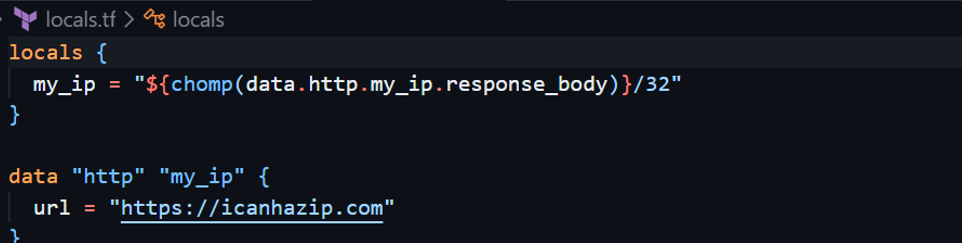 locals.tf > locals
locals {
  my_ip = "${chomp(data.http.my_ip.response_body)}/32"
}
data "http" "my_ip" {
  url = "https://icanhazip.com"
}